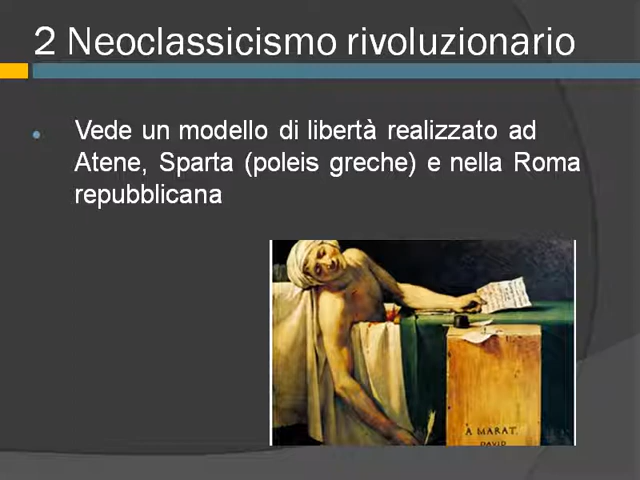 2 Neoclassicismo rivoluzionario
Vede un modello di libertà realizzato ad
Atene, Sparta (poleis greche) e nella Roma
repubblicana
À MARAT,
DAVID